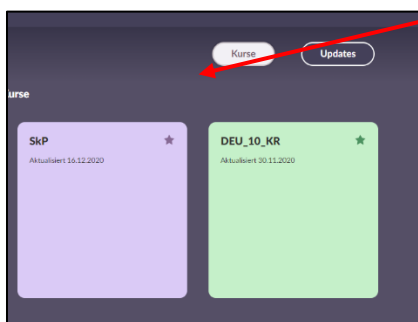 Kurse
Updates
urse
SkP
Aktualisiert 16.12.2020
DEU_10_KR
Aktualisiert 30.11.2020